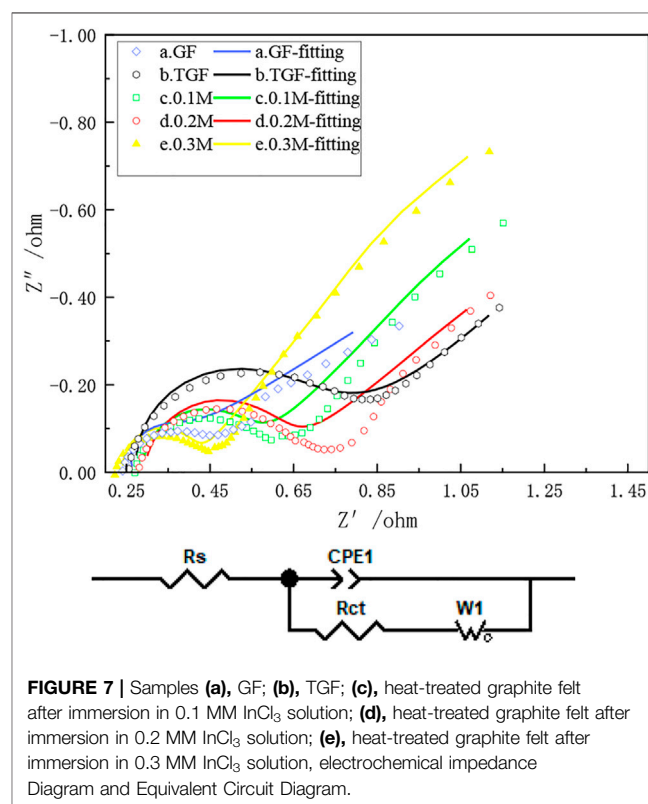 -1.00
-0.80
-0.60
-0.40
-0.20
0.00
Z″ /ohm
a.GF a.GF-fitting
b.TGF b.TGF-fitting
c.0.1M c.0.1M-fitting
d.0.2M d.0.2M-fitting
e.0.3M e.0.3M-fitting
0.25 0.45 0.65 0.85 1.05 1.25 1.45
Z′ /ohm
Rs CPE1
Rct W1
FIGURE 7 | Samples (a), GF; (b), TGF; (c), heat-treated graphite felt
after immersion in 0.1 MM InCl₃ solution; (d), heat-treated graphite felt after
immersion in 0.2 MM InCl₃ solution; (e), heat-treated graphite felt after
immersion in 0.3 MM InCl₃ solution, electrochemical impedance
Diagram and Equivalent Circuit Diagram.